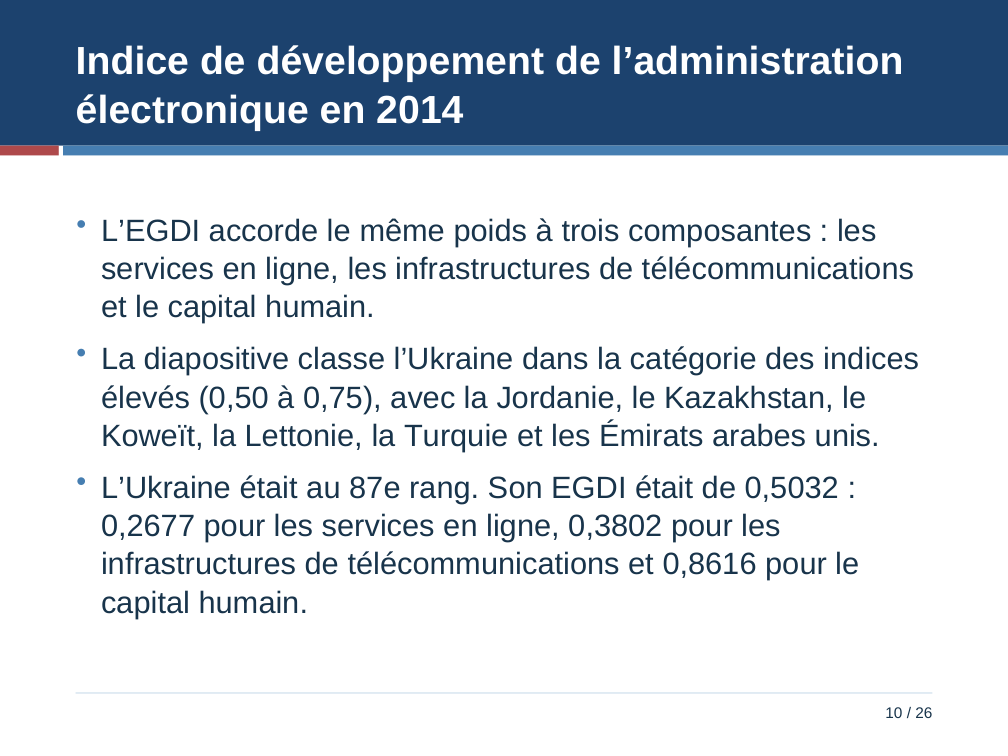 Indice de développement de l’administration
électronique en 2014
• L’EGDI accorde le même poids à trois composantes : les
services en ligne, les infrastructures de télécommunications
et le capital humain.
• La diapositive classe l’Ukraine dans la catégorie des indices
élevés (0,50 à 0,75), avec la Jordanie, le Kazakhstan, le
Koweït, la Lettonie, la Turquie et les Émirats arabes unis.
• L’Ukraine était au 87e rang. Son EGDI était de 0,5032 :
0,2677 pour les services en ligne, 0,3802 pour les
infrastructures de télécommunications et 0,8616 pour le
capital humain.
10 / 26